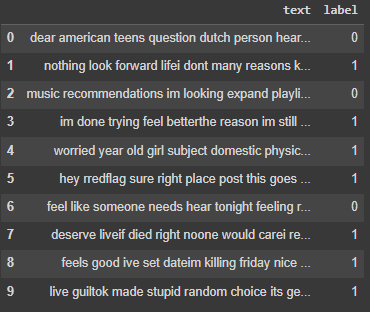 text label
0 dear american teens question dutch person hear... 0
1 nothing look forward lifei dont many reasons k... 1
2 music recommendations im looking expand playli... 0
3 im done trying feel betterthe reason im still ... 1
4 worried year old girl subject domestic physic... 1
5 hey rredflag sure right place post this goes ... 1
6 feel like someone needs hear tonight feeling r... 0
7 deserve liveif died right noone would carei re... 1
8 feels good ive set dateim killing friday nice ... 1
9 live guiltok made stupid random choice its ge... 1